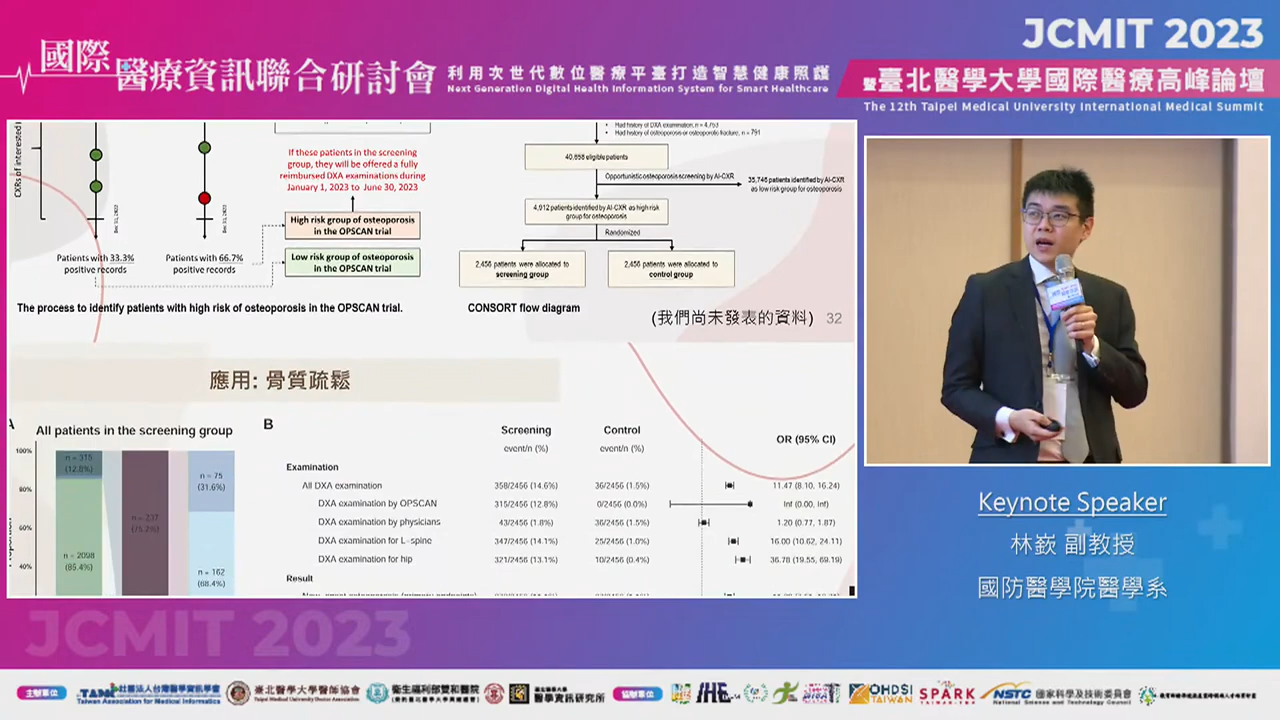 JCMIT 2023
國際
醫療資訊聯合研討會
利用次世代數位醫療平臺打造智慧健康照護
Next Generation Digital Health Information System for Smart Healthcare
暨臺北醫學大學國際醫療高峰論壇
The 12th Taipei Medical University International Medical Summit
CXRs of interested
If these patients in the screening
group, they will be offered a fully
reimbursed DXA examinations during
January 1, 2023 to June 30, 2023
High risk group of osteoporosis
in the OPSCAN trial
Low risk group of osteoporosis
in the OPSCAN trial
Patients with 33.3%
positive records
Patients with 66.7%
positive records
The process to identify patients with high risk of osteoporosis in the OPSCAN trial.
• Had history of DXA examination, n = 4,753
• Had history of osteoporosis or osteoporotic fracture, n = 791
Opportunistic osteoporosis screening by AI-CXR
35,746 patients identified by AI-CXR
as low risk group for osteoporosis
4,912 patients identified by AI-CXR as high risk
group for osteoporosis
Randomized
2,456 patients were allocated to
screening group
2,456 patients were allocated to
control group
CONSORT flow diagram
(我們尚未發表的資料) 32
應用: 骨質疏鬆
A
All patients in the screening group
100%
80%
60%
40%
n = 315
(12.8%)
n = 2098
(85.4%)
n = 237
n = 75
(31.6%)
n = 162
(68.4%)
B
Screening Control OR (95% CI)
event/n (%) event/n (%)
Examination
All DXA examination 358/2456 (14.6%) 36/2456 (1.5%) 11.47 (8.10, 16.24)
DXA examination by OPSCAN 315/2456 (12.8%) 0/2456 (0.0%) Inf (0.00, Inf)
DXA examination by physicians 43/2456 (1.8%) 36/2456 (1.5%) 1.20 (0.77, 1.87)
DXA examination for L-spine 347/2456 (14.1%) 25/2456 (1.0%) 16.00 (10.62, 24.11)
DXA examination for hip 321/2456 (13.1%) 10/2456 (0.4%) 36.78 (19.55, 69.19)
Result
Keynote Speaker
林嶔 副教授
國防醫學院醫學系
JCMIT 2023
主辦單位
TAMI
社團法人台灣醫學資訊學會
Taiwan Association for Medical Informatics
臺北醫學大學醫師協會
衛生福利部雙和醫院
醫學資訊研究所
協辦單位
IHE
OHDSI
TAIWAN
SPARK
NSTC 國家科學及技術委員會
National Science and Technology Council